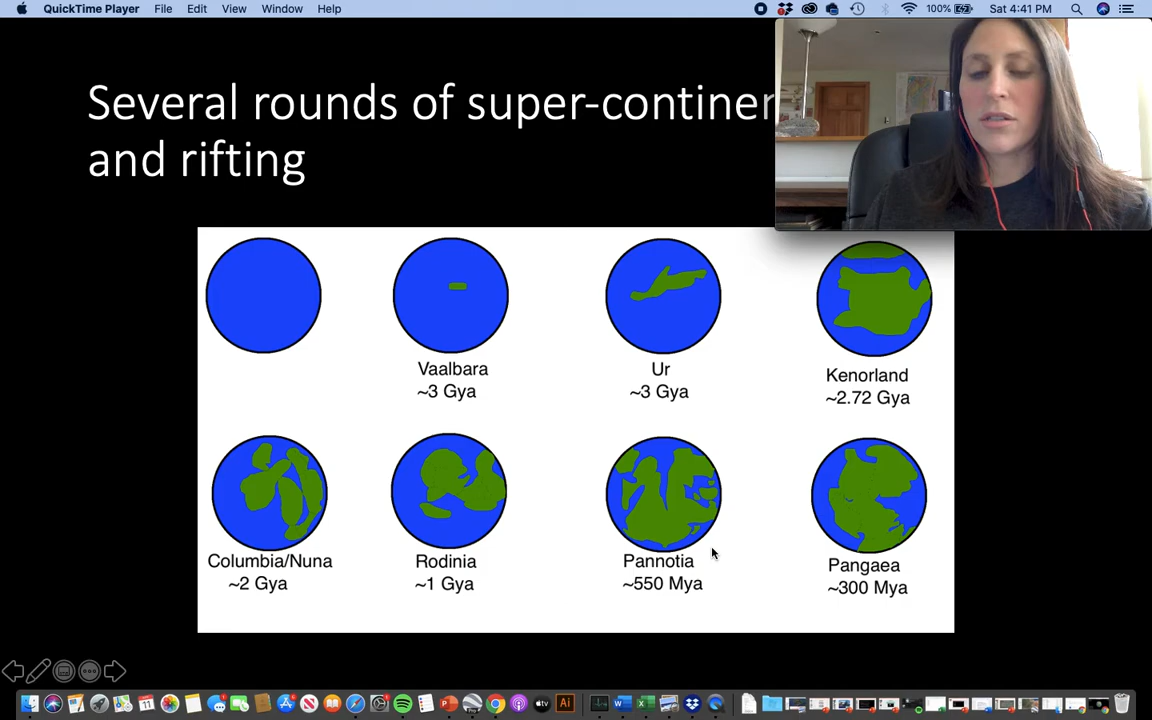 QuickTime Player File Edit View Window Help 100% Sat 4:41 PM
Several rounds of super-continen
and rifting
Vaalbara
~3 Gya
Ur
~3 Gya
Kenorland
~2.72 Gya
Columbia/Nuna
~2 Gya
Rodinia
~1 Gya
Pannotia
~550 Mya
Pangaea
~300 Mya